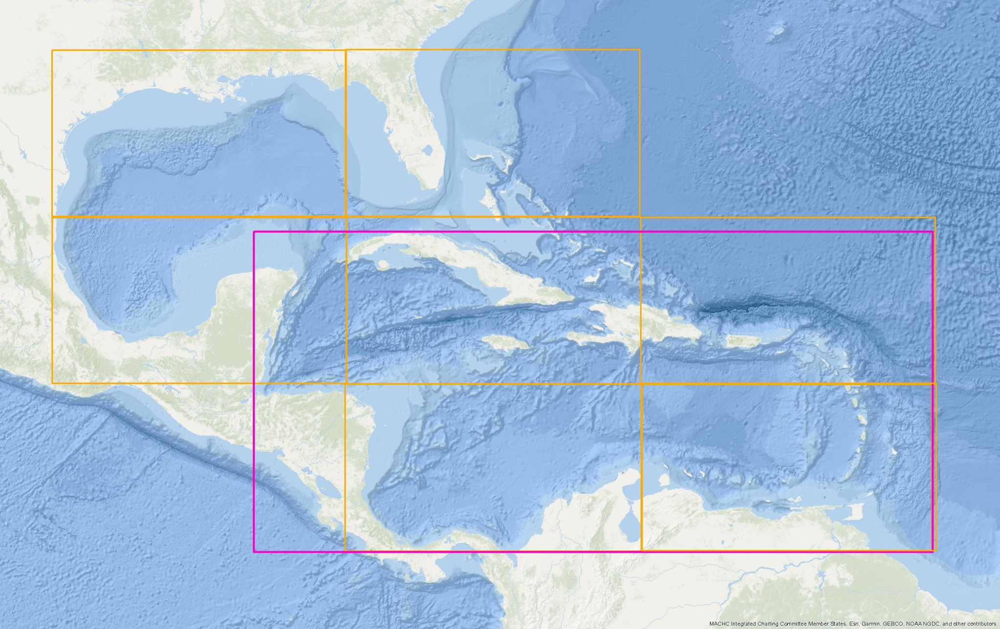 MACHC Integrated Charting Committee Member States, Esri, Garmin, GEBCO, NOAA NGDC, and other contributors